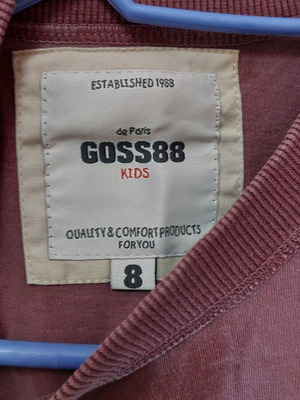 ESTABLISHED 1988
de Paris
GOSS88
KIDS
QUALITY & COMFORT PRODUCTS
FOR YOU
8